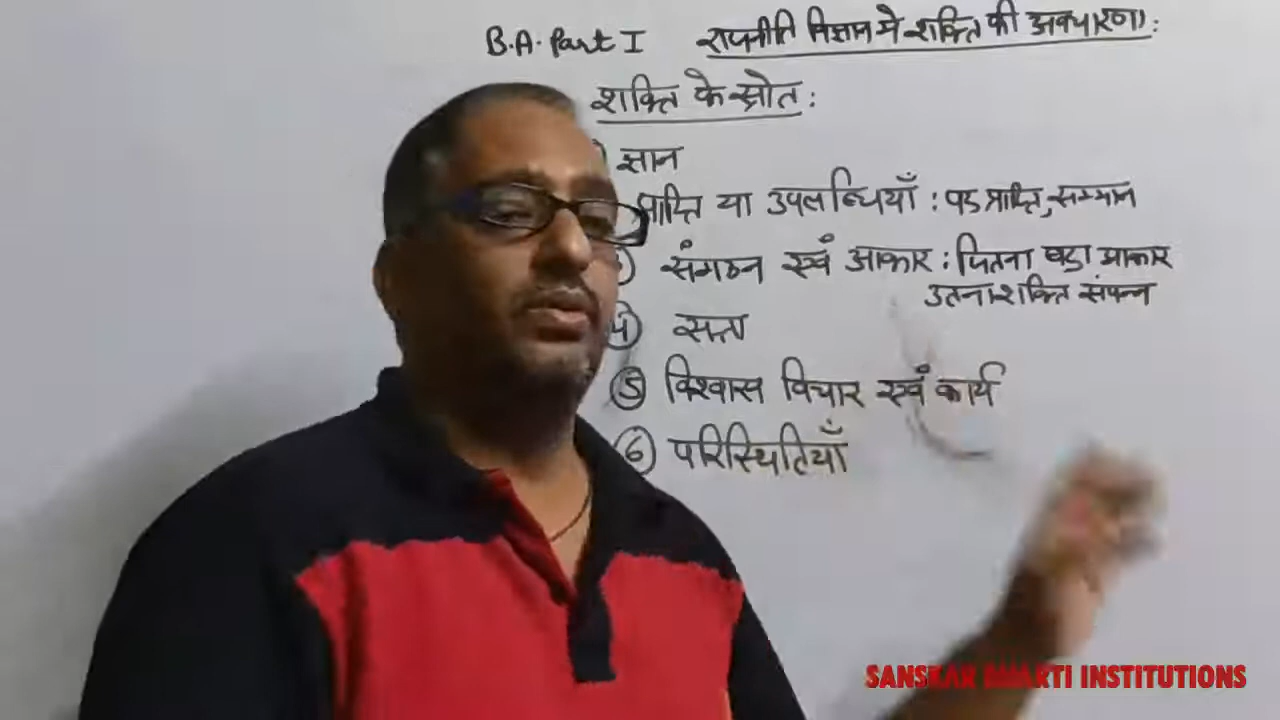 B.A. Part I राजनीति विज्ञान में शक्ति की अवधारणा :
शक्ति के स्रोत :
ज्ञान
प्राप्ति या उपलब्धियाँ : पद प्राप्ति, सम्मान
संगठन एवं आकार : जितना बड़ा आकार
उतना शक्ति संपन्न
4 सत्ता
5 विश्वास विचार एवं कार्य
6 परिस्थितियाँ
SANSKAR BHARTI INSTITUTIONS